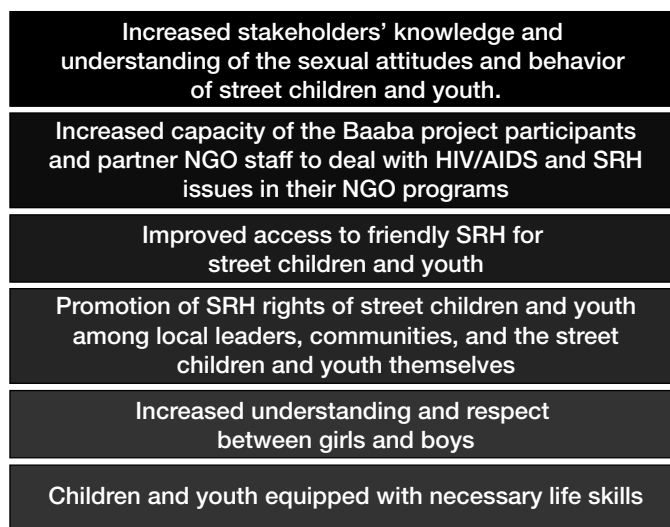 Increased stakeholders’ knowledge and
understanding of the sexual attitudes and behavior
of street children and youth.
Increased capacity of the Baaba project participants
and partner NGO staff to deal with HIV/AIDS and SRH
issues in their NGO programs
Improved access to friendly SRH for
street children and youth
Promotion of SRH rights of street children and youth
among local leaders, communities, and the street
children and youth themselves
Increased understanding and respect
between girls and boys
Children and youth equipped with necessary life skills